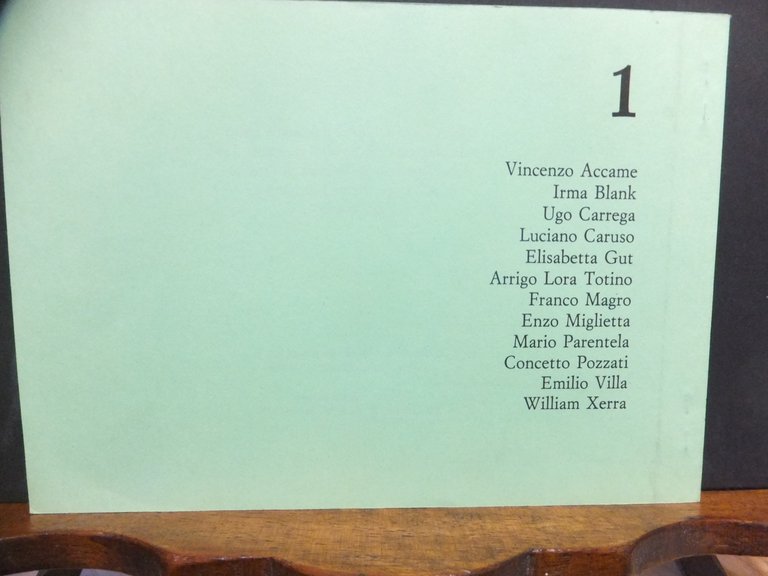 1
Vincenzo Accame
Irma Blank
Ugo Carrega
Luciano Caruso
Elisabetta Gut
Arrigo Lora Totino
Franco Magro
Enzo Miglietta
Mario Parentela
Concetto Pozzati
Emilio Villa
William Xerra